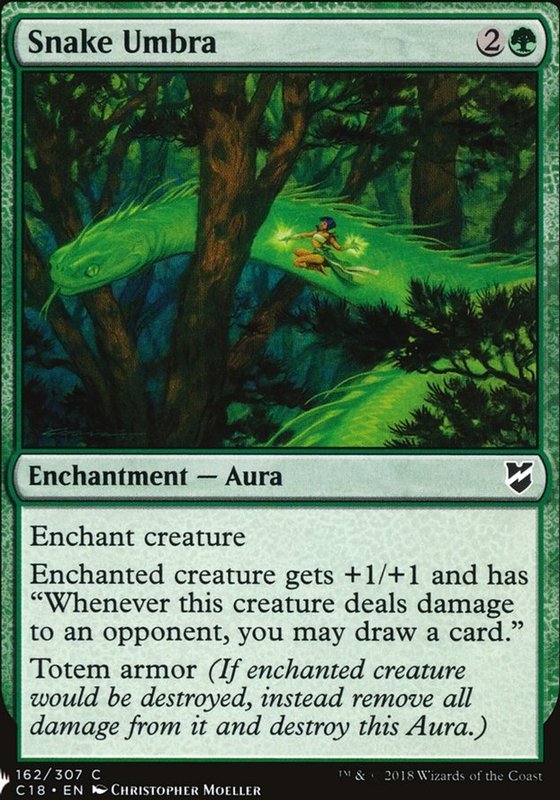 Snake Umbra 2
Enchantment — Aura
Enchant creature
Enchanted creature gets +1/+1 and has
“Whenever this creature deals damage
to an opponent, you may draw a card.”
Totem armor (If enchanted creature
would be destroyed, instead remove all
damage from it and destroy this Aura.)
162/307 C
C18 • EN Christopher Moeller
™ & © 2018 Wizards of the Coast